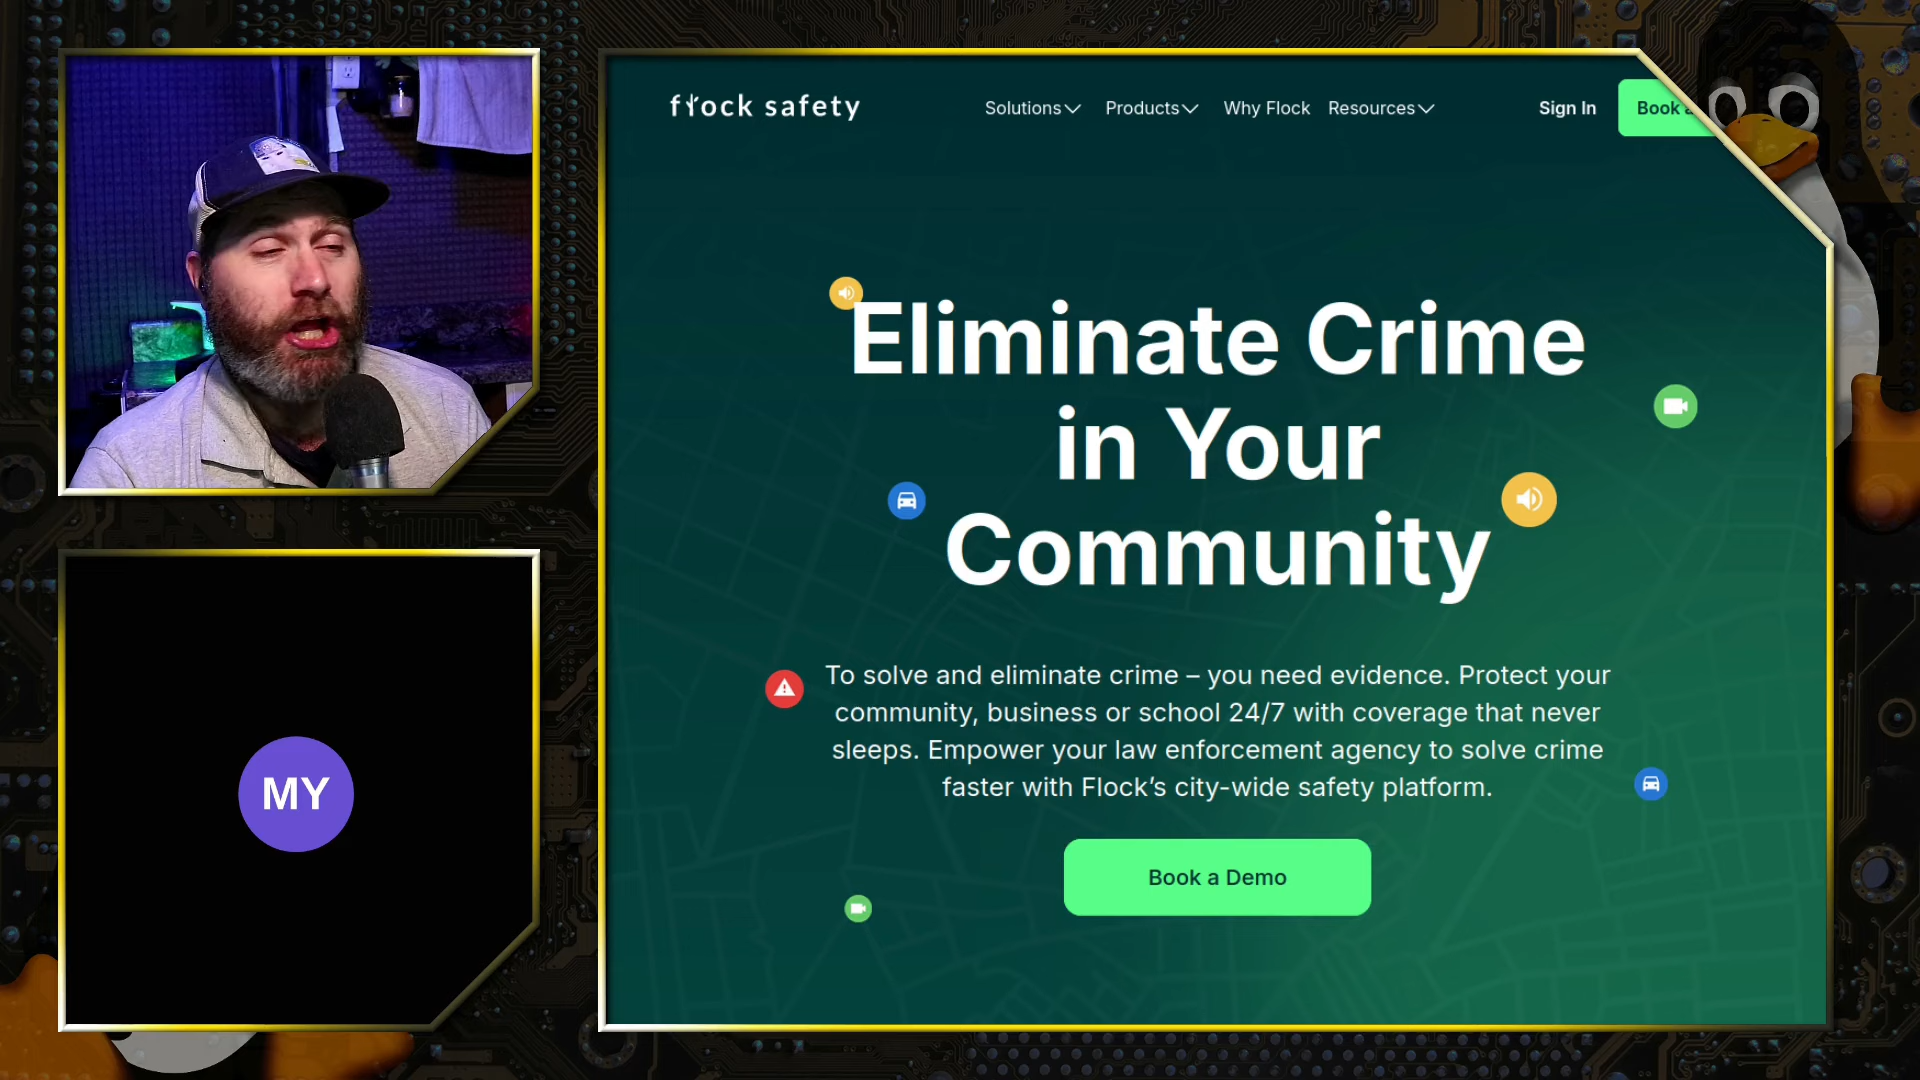 flock safety
Solutions
Products
Why Flock
Resources
Sign In
Book a
Eliminate Crime
in Your
Community
To solve and eliminate crime – you need evidence. Protect your
community, business or school 24/7 with coverage that never
sleeps. Empower your law enforcement agency to solve crime
faster with Flock’s city-wide safety platform.
Book a Demo
MY